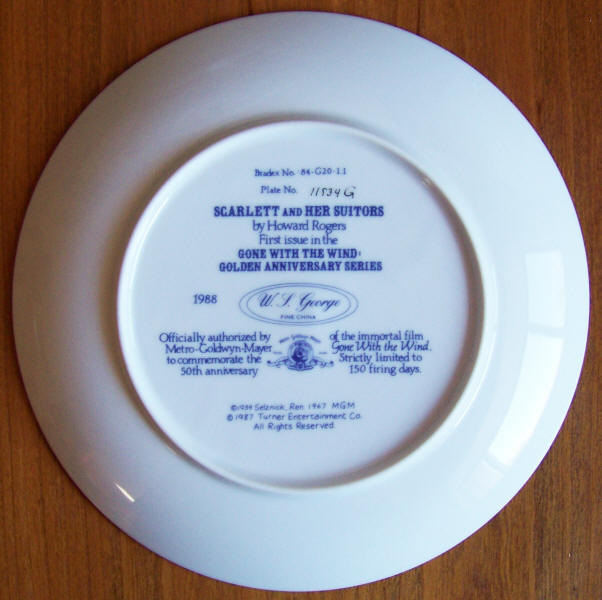 Bradex No. 84-G20-1.1
Plate No. 11534G
SCARLETT AND HER SUITORS
by Howard Rogers
First issue in the
GONE WITH THE WIND:
GOLDEN ANNIVERSARY SERIES
1988
W. S. George
FINE CHINA
Officially authorized by
Metro-Goldwyn-Mayer
to commemorate the
50th anniversary
of the immortal film
Gone With the Wind.
Strictly limited to
150 firing days.
©1939 Selznick, Ren. 1967 MGM
©1987 Turner Entertainment Co.
All Rights Reserved.